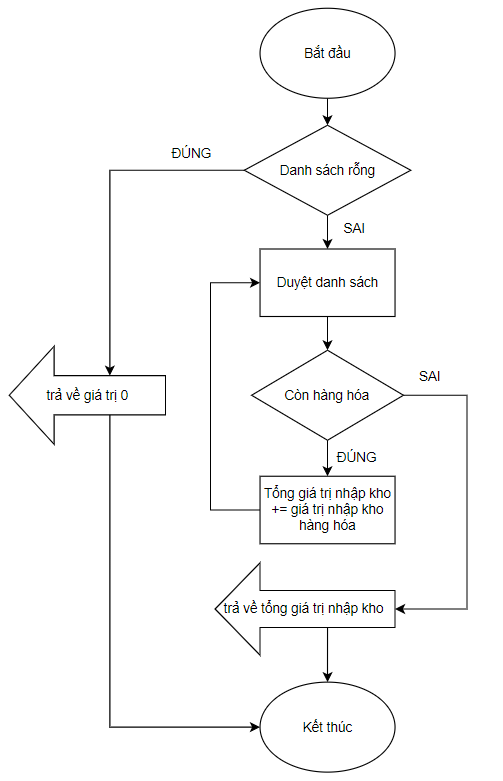 Bắt đầu
ĐÚNG
Danh sách rỗng
SAI
Duyệt danh sách
SAI
trả về giá trị 0
Còn hàng hóa
ĐÚNG
Tổng giá trị nhập kho
+= giá trị nhập kho
hàng hóa
trả về tổng giá trị nhập kho
Kết thúc